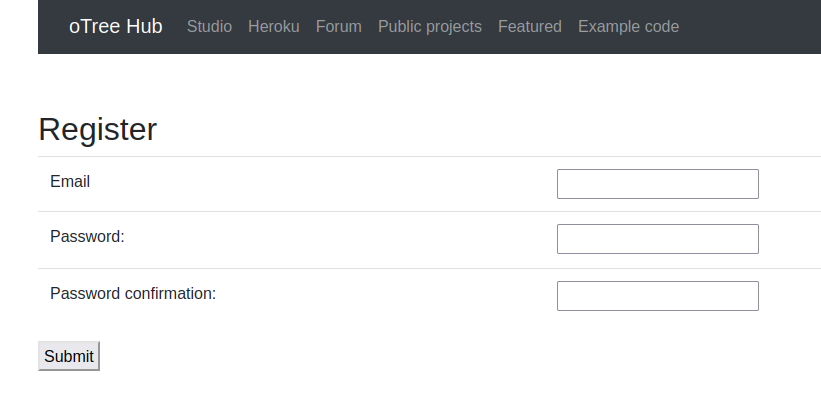 oTree Hub Studio Heroku Forum Public projects Featured Example code
Register
Email
Password:
Password confirmation:
Submit